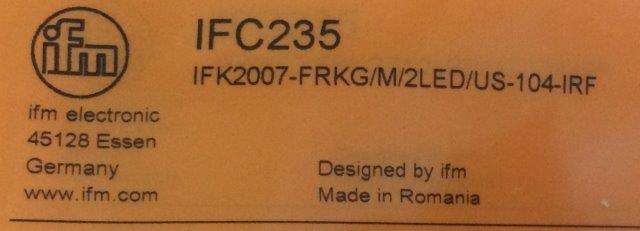 ifm
IFC235
IFK2007-FRKG/M/2LED/US-104-IRF
ifm electronic
45128 Essen
Germany
www.ifm.com
Designed by ifm
Made in Romania